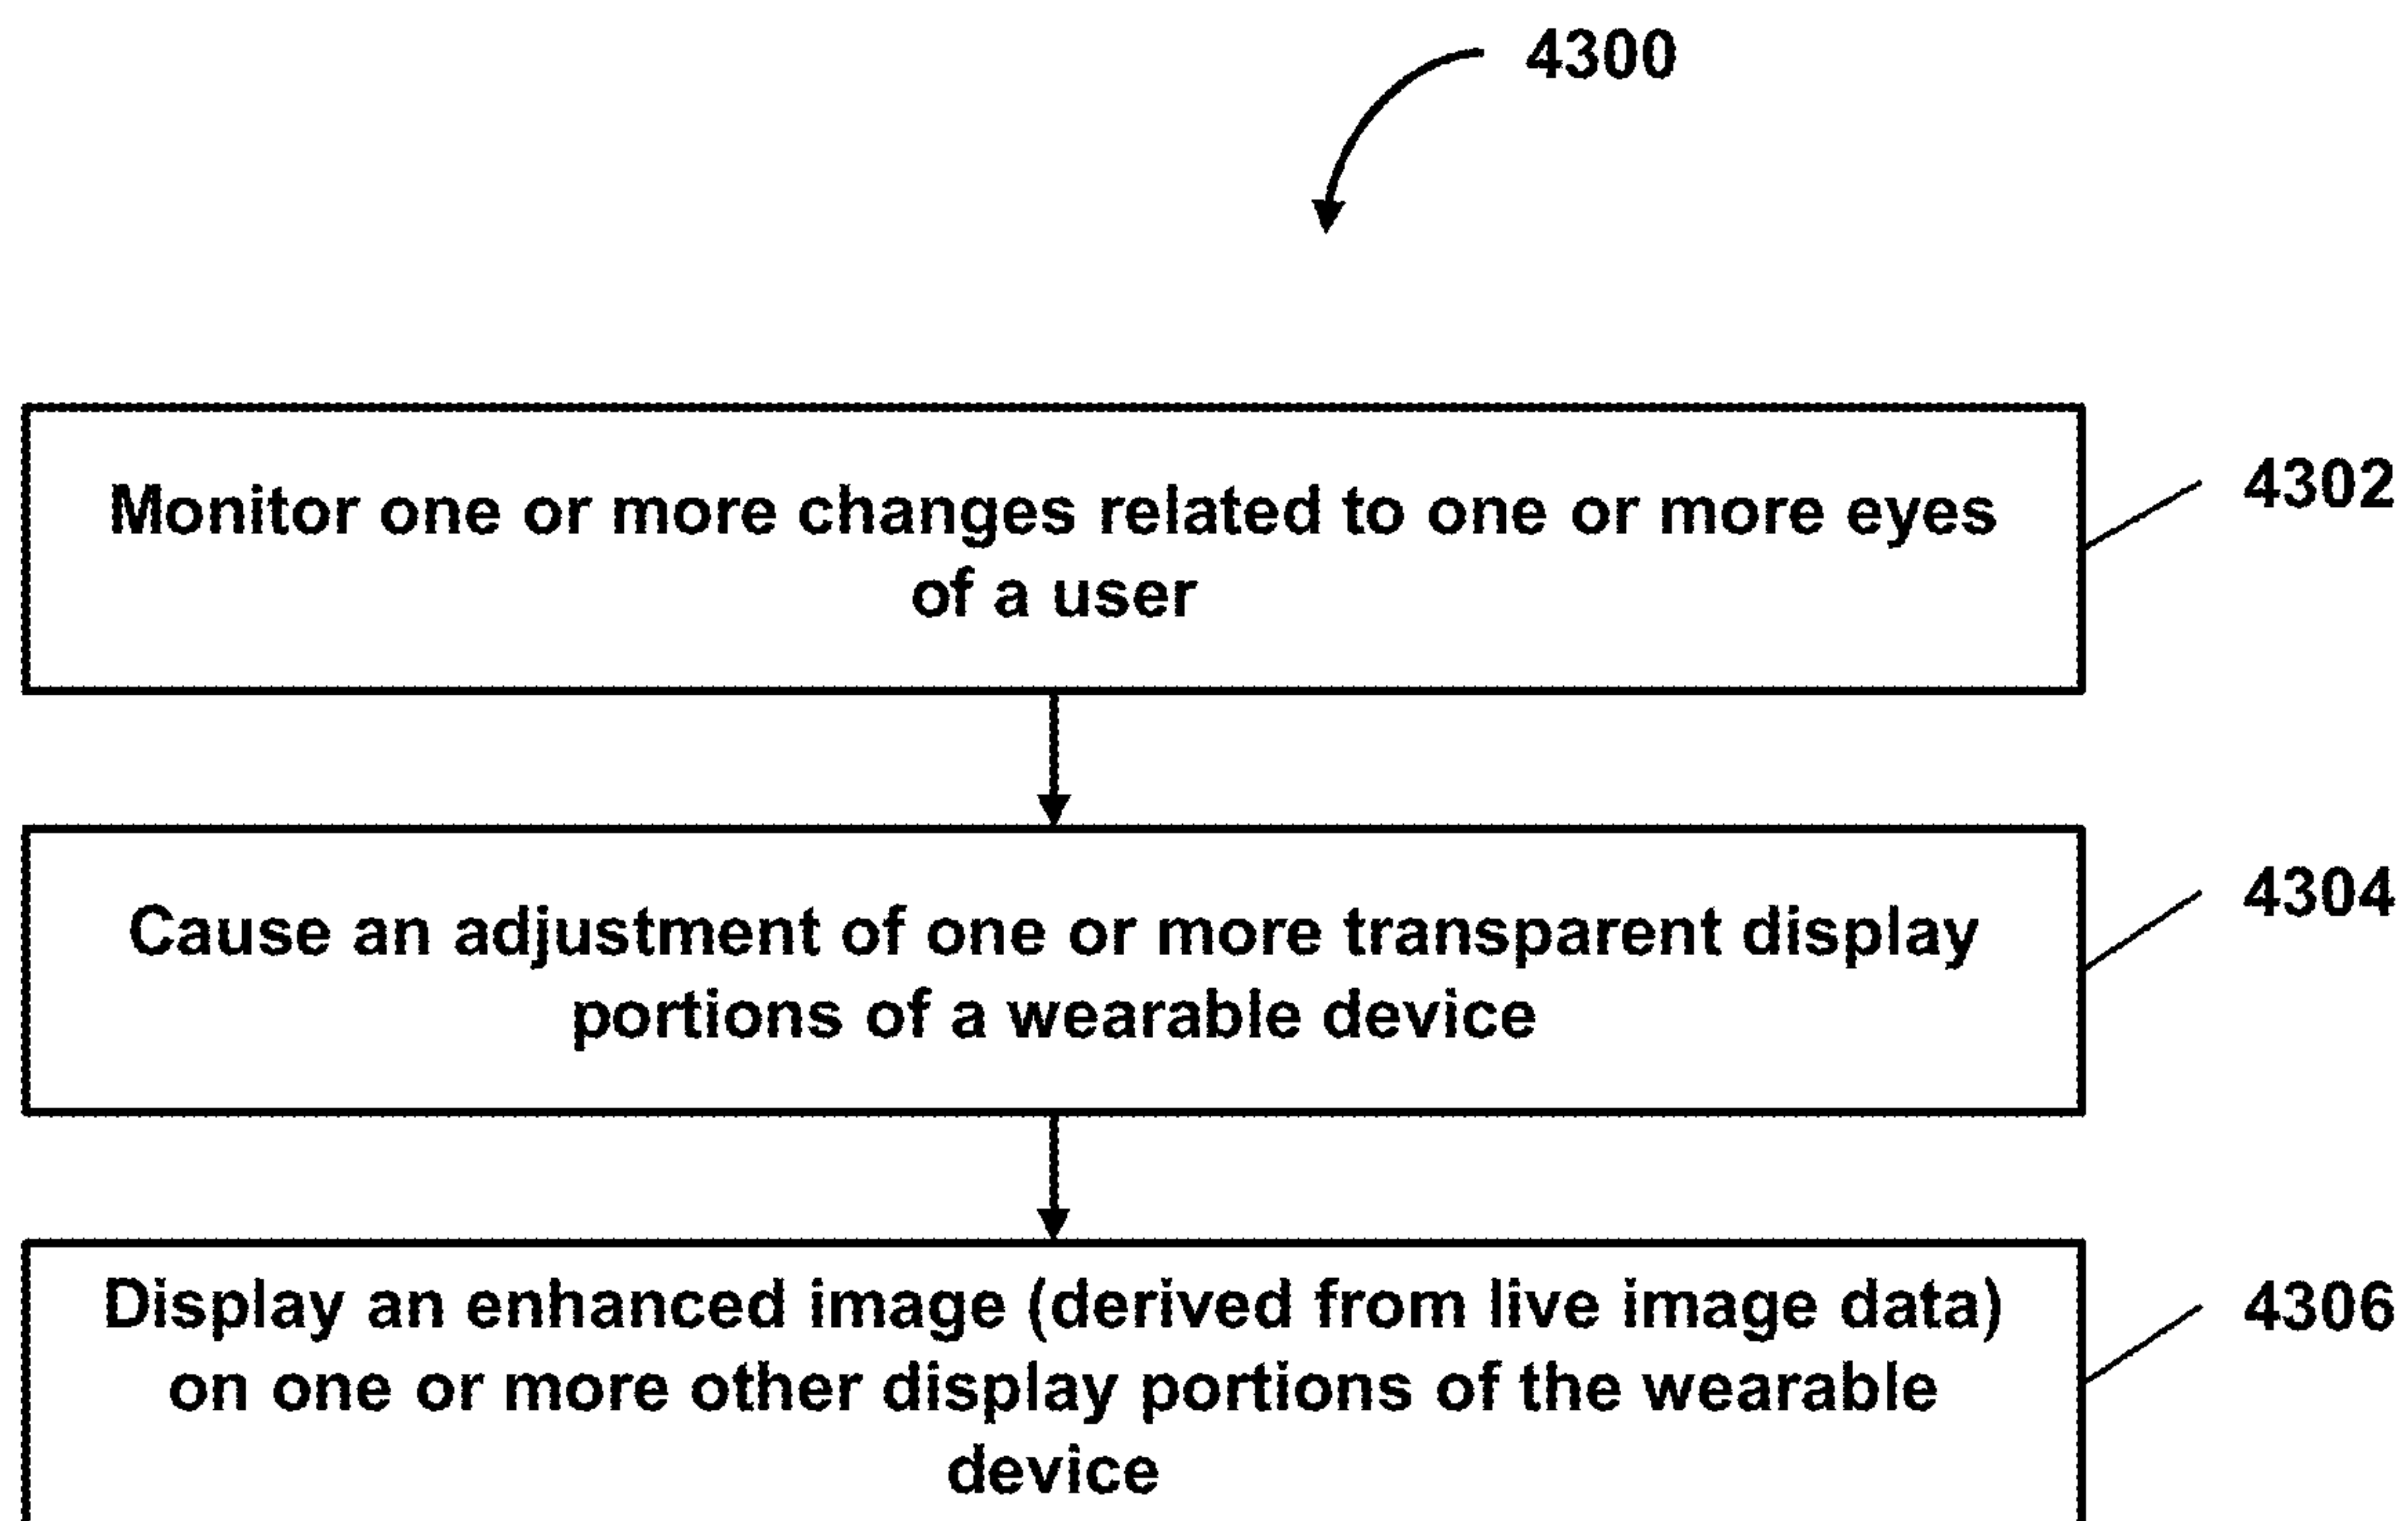 4300
Monitor one or more changes related to one or more eyes
of a user
4302
Cause an adjustment of one or more transparent display
portions of a wearable device
4304
Display an enhanced image (derived from live image data)
on one or more other display portions of the wearable
device
4306